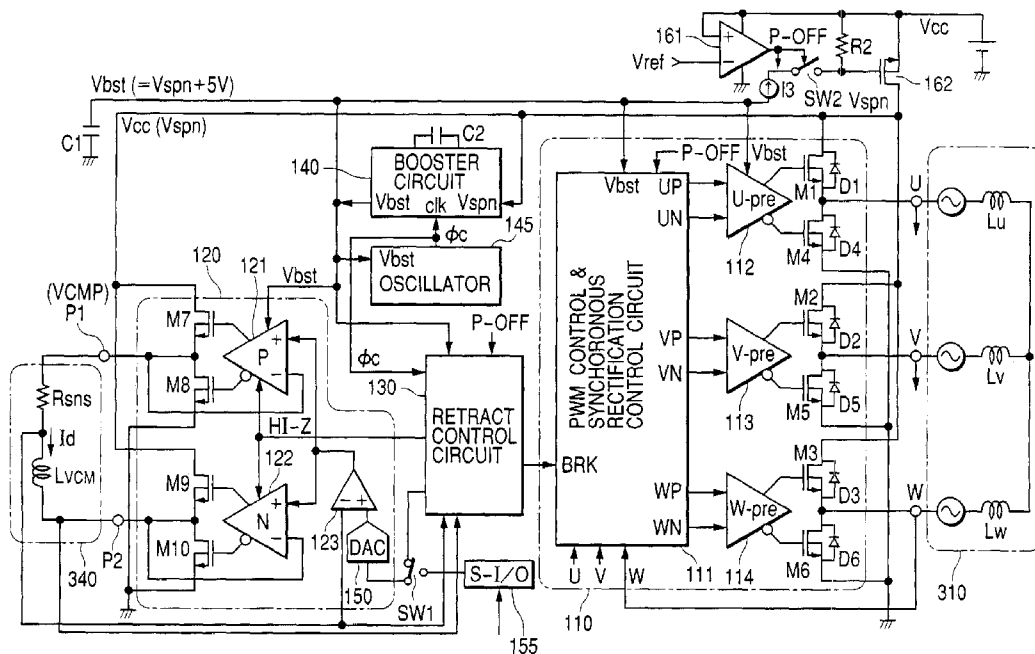 161
P-OFF
Vcc
Vref
R2
I3
SW2
162
Vspn
Vbst (=Vspn+5V)
Vcc (Vspn)
C1
C2
140
BOOSTER
CIRCUIT
Vbst
clk
Vspn
145
ϕc
Vbst
OSCILLATOR
P-OFF
Vbst
UP
UN
VP
VN
WP
WN
PWM CONTROL &
SYNCHORONOUS
RECTIFICATION
CONTROL CIRCUIT
BRK
U
V
W
111
110
Vbst
U-pre
112
V-pre
113
W-pre
114
M1
D1
M4
D4
M2
D2
M5
D5
M3
D3
M6
D6
U
Lu
V
Lv
W
Lw
310
120
121
Vbst
P-OFF
(VCMP)
P1
M7
P
+
−
M8
ϕc
130
RETRACT
CONTROL
CIRCUIT
Rsns
Id
LVCM
HI-Z
122
M9
N
+
−
M10
P2
340
123
− +
DAC
150
SW1
S-I/O
155